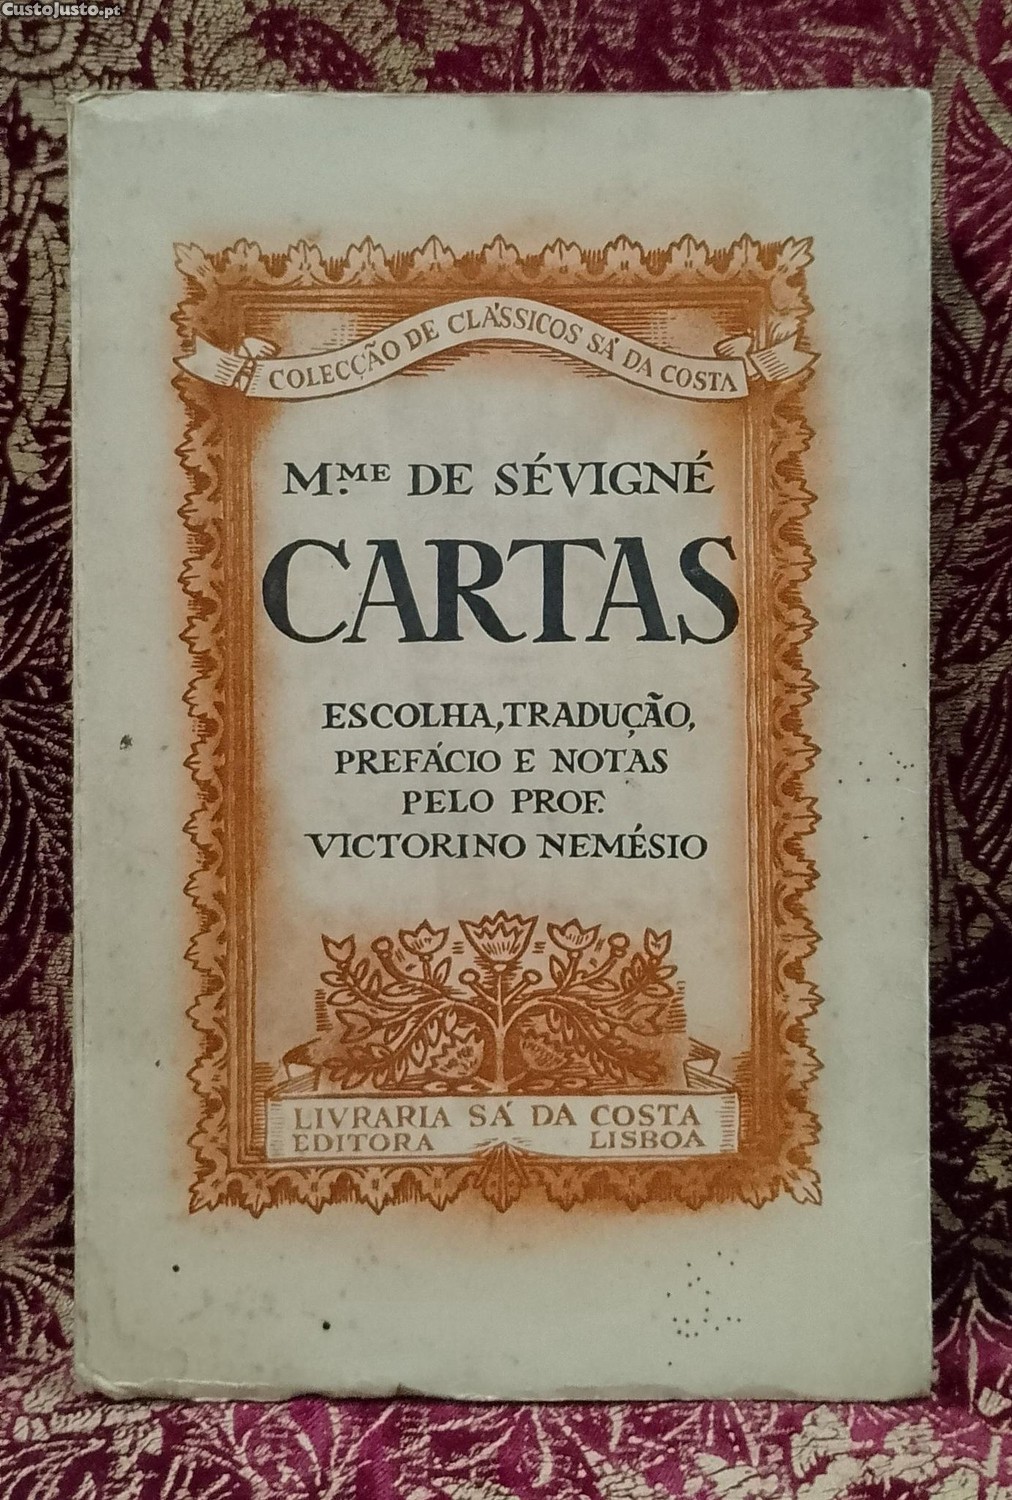 CustoJusto.pt
COLECÇÃO DE CLÁSSICOS SÁ DA COSTA
M.ME DE SÉVIGNÉ
CARTAS
ESCOLHA, TRADUÇÃO,
PREFÁCIO E NOTAS
PELO PROF.
VICTORINO NEMÉSIO
LIVRARIA SÁ DA COSTA
EDITORA LISBOA